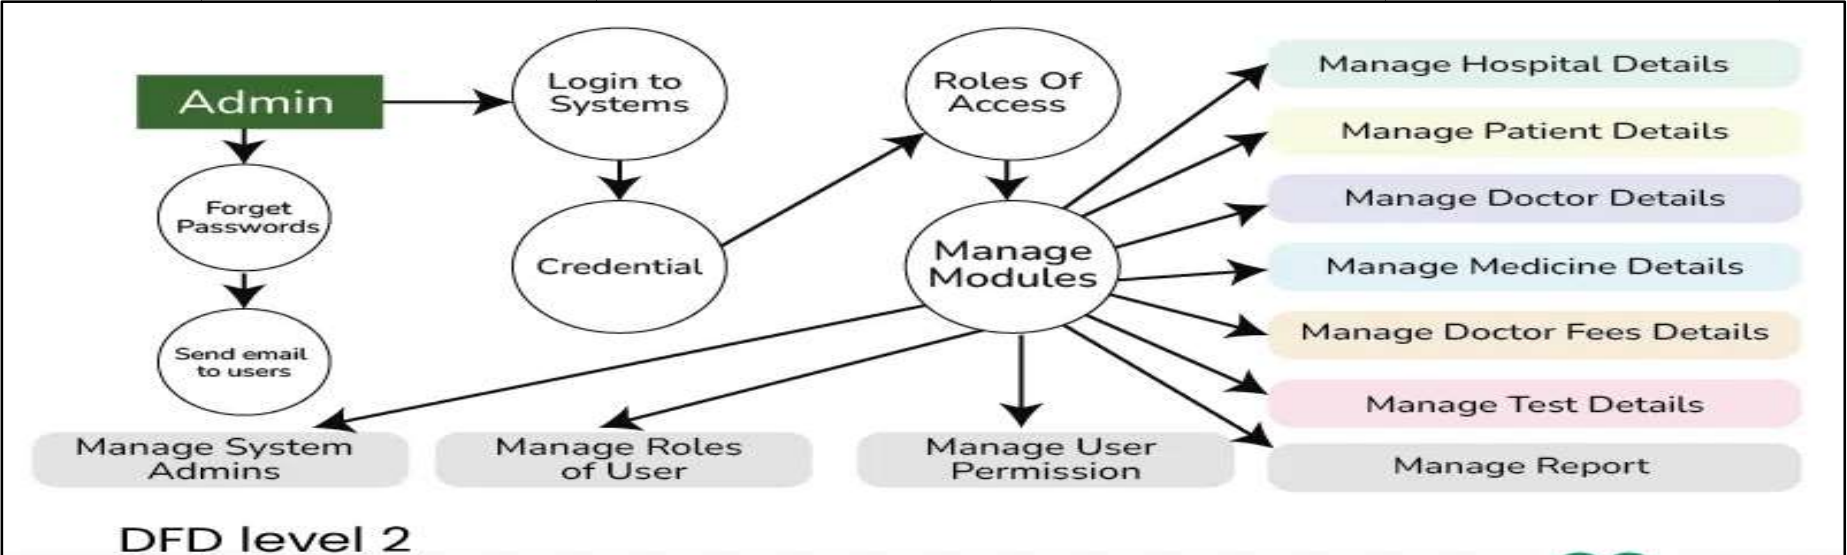 Admin
Login to
Systems
Roles Of
Access
Forget
Passwords
Credential
Manage
Modules
Send email
to users
Manage Hospital Details
Manage Patient Details
Manage Doctor Details
Manage Medicine Details
Manage Doctor Fees Details
Manage Test Details
Manage Report
Manage System
Admins
Manage Roles
of User
Manage User
Permission
DFD level 2